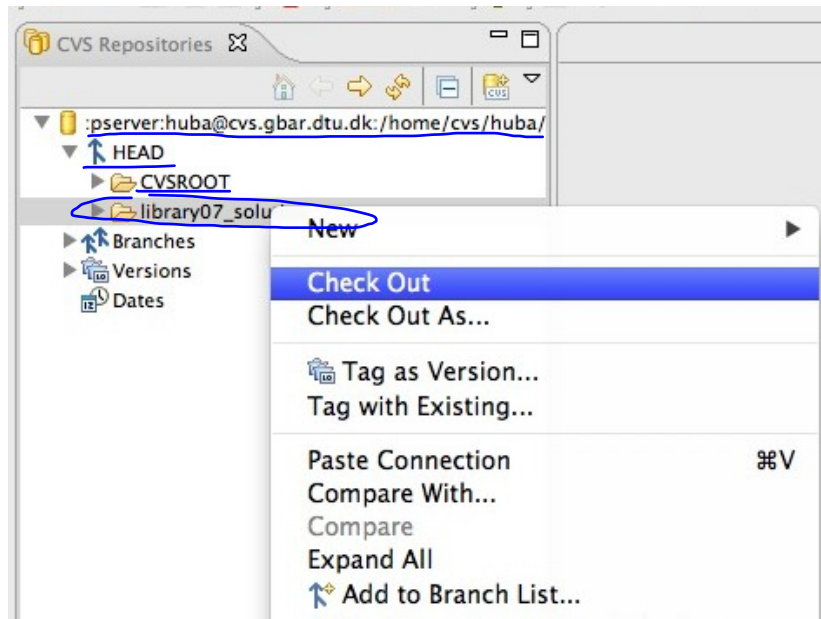 CVS Repositories
CVS
:pserver:huba@cvs.gbar.dtu.dk:/home/cvs/huba/
HEAD
CVSROOT
library07_solu
Branches
Versions
Dates
New
Check Out
Check Out As...
Tag as Version...
Tag with Existing...
Paste Connection ⌘V
Compare With...
Compare
Expand All
Add to Branch List...